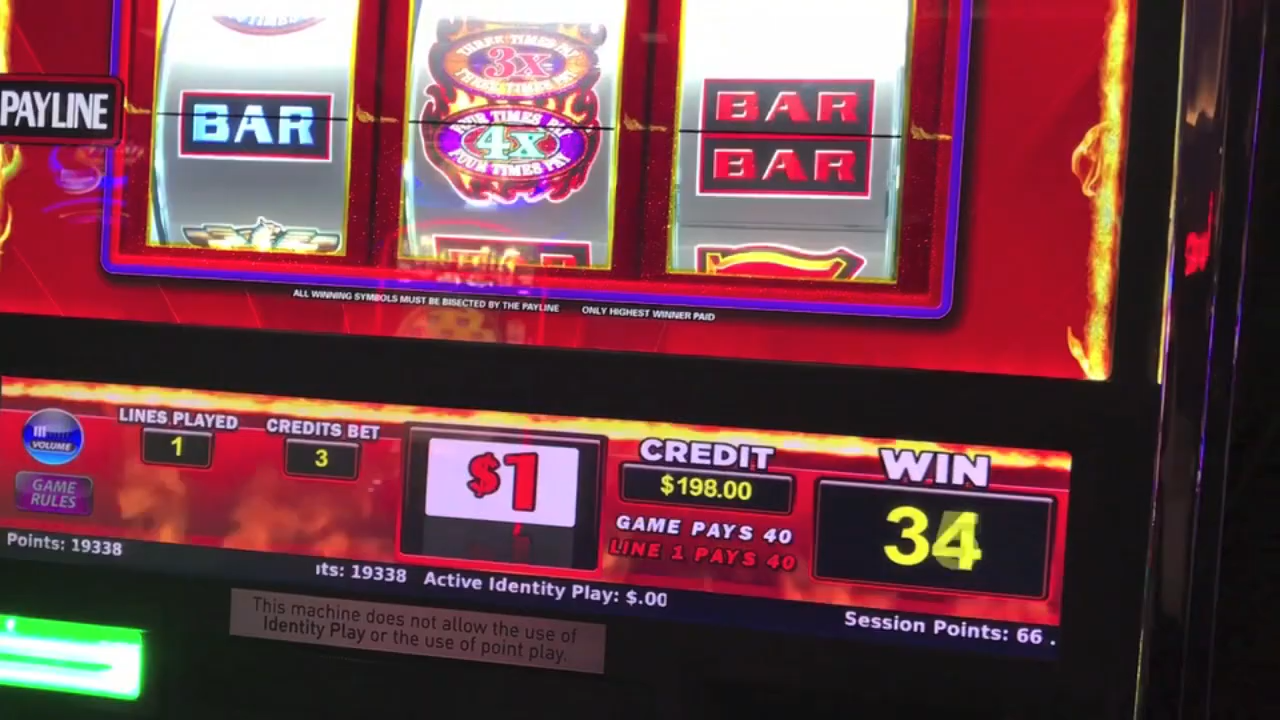 TIMES
THREE TIMES PAY
3X
THREE TIMES PAY
PAYLINE
BAR
FOUR TIMES PAY
4X
FOUR TIMES PAY
BAR
BAR
ALL WINNING SYMBOLS MUST BE BISECTED BY THE PAYLINE ONLY HIGHEST WINNER PAID
VOLUME
GAME
RULES
LINES PLAYED
1
CREDITS BET
3
$1
CREDIT
$198.00
GAME PAYS 40
LINE 1 PAYS 40
WIN
34
Points: 19338
ts: 19338 Active Identity Play: $.00
Session Points: 66 .
This machine does not allow the use of
Identity Play or the use of point play.